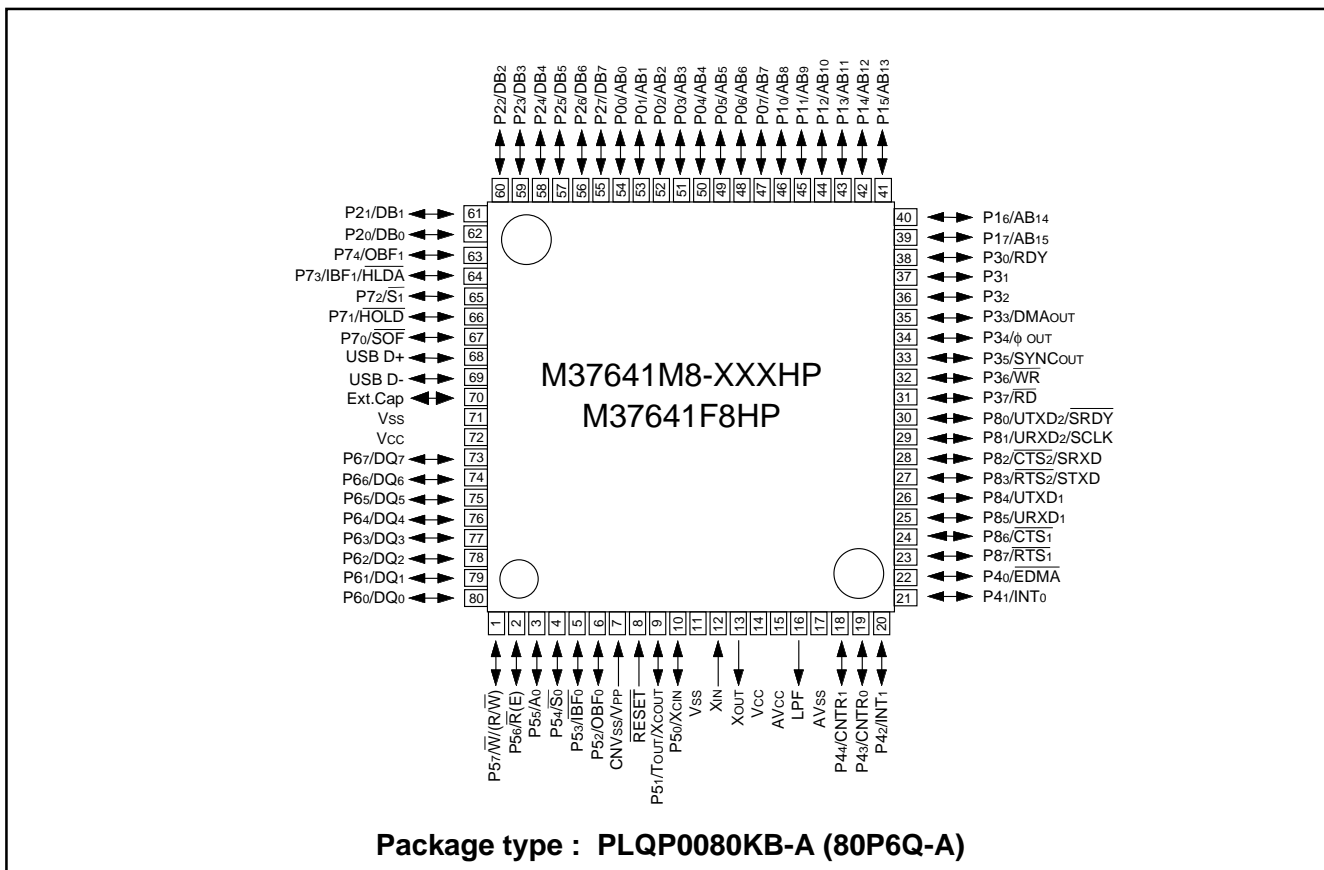 P22/DB2
P23/DB3
P24/DB4
P25/DB5
P26/DB6
P27/DB7
P00/AB0
P01/AB1
P02/AB2
P03/AB3
P04/AB4
P05/AB5
P06/AB6
P07/AB7
P10/AB8
P11/AB9
P12/AB10
P13/AB11
P14/AB12
P15/AB13
60 59 58 57 56 55 54 53 52 51 50 49 48 47 46 45 44 43 42 41
P21/DB1 61
P20/DB0 62
P74/OBF1 63
P73/IBF1/HLDA 64
P72/S1 65
P71/HOLD 66
P70/SOF 67
USB D+ 68
USB D- 69
Ext.Cap 70
Vss 71
Vcc 72
P67/DQ7 73
P66/DQ6 74
P65/DQ5 75
P64/DQ4 76
P63/DQ3 77
P62/DQ2 78
P61/DQ1 79
P60/DQ0 80
M37641M8-XXXHP
M37641F8HP
40 P16/AB14
39 P17/AB15
38 P30/RDY
37 P31
36 P32
35 P33/DMAOUT
34 P34/ϕ OUT
33 P35/SYNCOUT
32 P36/WR
31 P37/RD
30 P80/UTXD2/SRDY
29 P81/URXD2/SCLK
28 P82/CTS2/SRXD
27 P83/RTS2/STXD
26 P84/UTXD1
25 P85/URXD1
24 P86/CTS1
23 P87/RTS1
22 P40/EDMA
21 P41/INT0
1 2 3 4 5 6 7 8 9 10 11 12 13 14 15 16 17 18 19 20
P57/W/(R/W)
P56/R(E)
P55/A0
P54/S0
P53/IBF0
P52/OBF0
CNVss/VPP
RESET
P51/TOUT/XCOUT
P50/XCIN
Vss
XIN
XOUT
Vcc
AVcc
LPF
AVss
P44/CNTR1
P43/CNTR0
P42/INT1
Package type : PLQP0080KB-A (80P6Q-A)